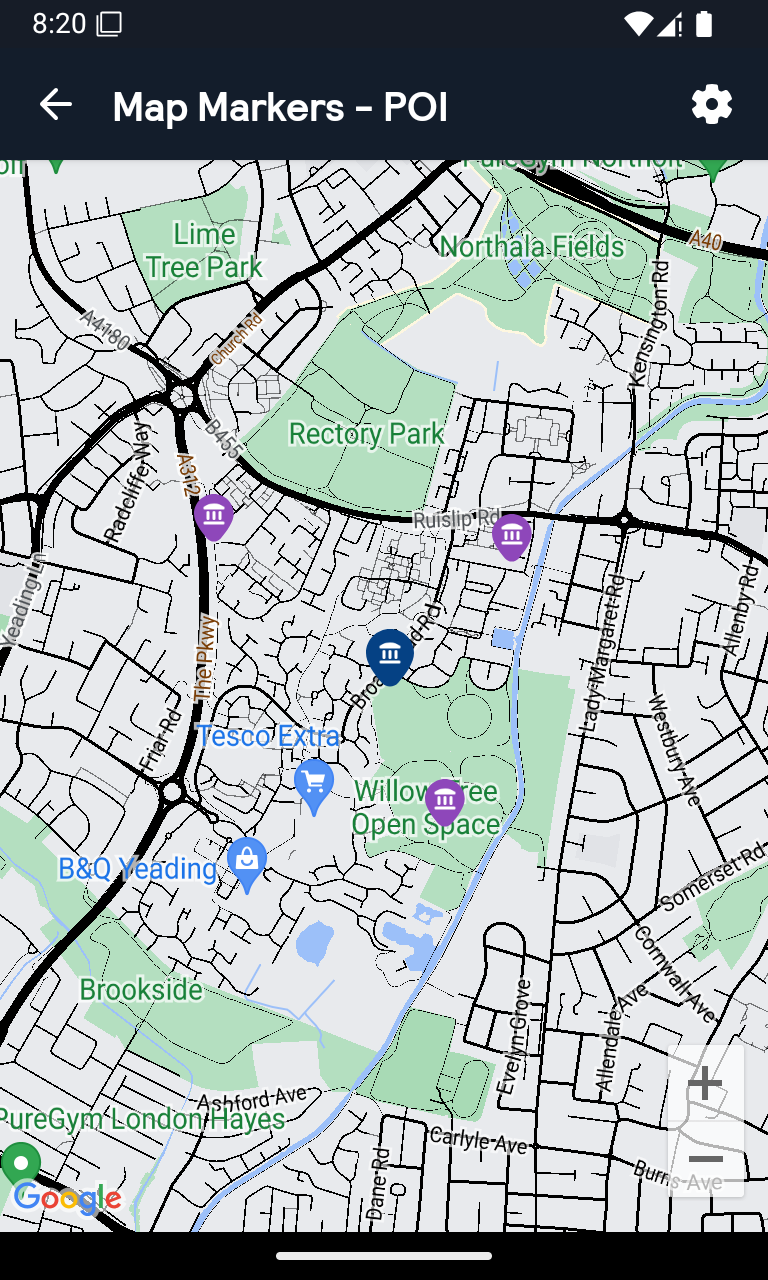 8:20
Map Markers - POI
PureGym Northolt
Lime
Tree Park
Northala Fields
A40
A4180
Church Rd
Kensington Rd
Rectory Park
B455
A312
Radcliffe Way
Ruislip Rd
Yeading Ln
Lady Margaret Rd
Allenby Rd
The Pkwy
Friar Rd
Tesco Extra
Westbury Ave
Willow Tree
Open Space
B&Q Yeading
Somerset Rd
Cornwall Ave
Brookside
Evelyn Grove
Allendale Ave
Ashford Ave
PureGym London Hayes
Carlyle Ave
Dane Rd
Burns Ave
Google